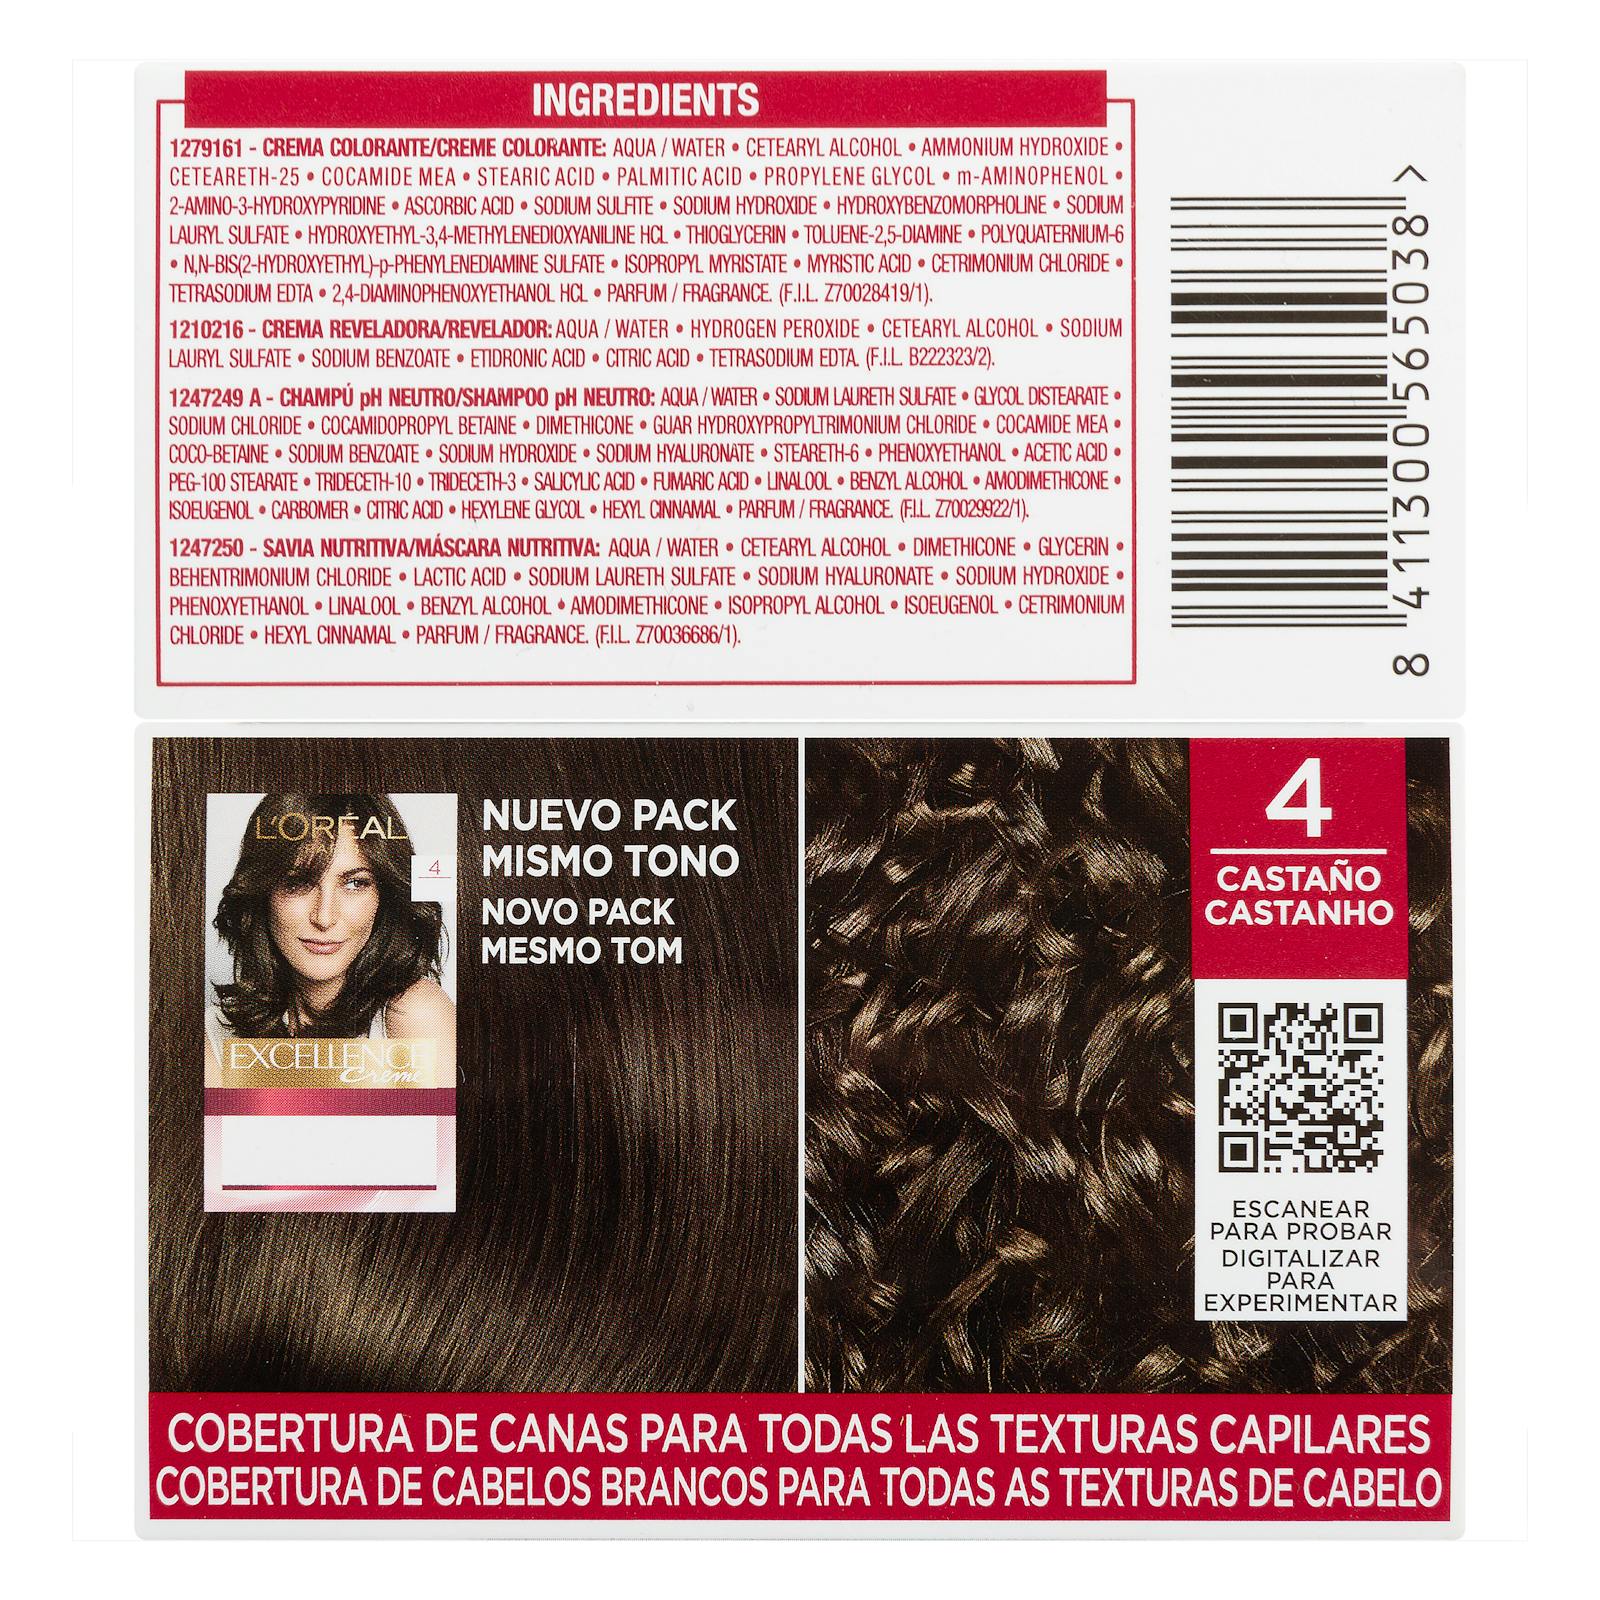 INGREDIENTS
1279161 - CREMA COLORANTE/CREME COLORANTE: AQUA / WATER • CETEARYL ALCOHOL • AMMONIUM HYDROXIDE •
CETEARETH-25 • COCAMIDE MEA • STEARIC ACID • PALMITIC ACID • PROPYLENE GLYCOL • m-AMINOPHENOL •
2-AMINO-3-HYDROXYPYRIDINE • ASCORBIC ACID • SODIUM SULFITE • SODIUM HYDROXIDE • HYDROXYBENZOMORPHOLINE • SODIUM
LAURYL SULFATE • HYDROXYETHYL-3,4-METHYLENEDIOXYANILINE HCL • THIOGLYCERIN • TOLUENE-2,5-DIAMINE • POLYQUATERNIUM-6
• N,N-BIS(2-HYDROXYETHYL)-p-PHENYLENEDIAMINE SULFATE • ISOPROPYL MYRISTATE • MYRISTIC ACID • CETRIMONIUM CHLORIDE •
TETRASODIUM EDTA • 2,4-DIAMINOPHENOXYETHANOL HCL • PARFUM / FRAGRANCE. (F.I.L. Z70028419/1).
1210216 - CREMA REVELADORA/REVELADOR: AQUA / WATER • HYDROGEN PEROXIDE • CETEARYL ALCOHOL • SODIUM
LAURYL SULFATE • SODIUM BENZOATE • ETIDRONIC ACID • CITRIC ACID • TETRASODIUM EDTA. (F.I.L. B222323/2).
1247249 A - CHAMPÚ pH NEUTRO/SHAMPOO pH NEUTRO: AQUA / WATER • SODIUM LAURETH SULFATE • GLYCOL DISTEARATE •
SODIUM CHLORIDE • COCAMIDOPROPYL BETAINE • DIMETHICONE • GUAR HYDROXYPROPYLTRIMONIUM CHLORIDE • COCAMIDE MEA •
COCO-BETAINE • SODIUM BENZOATE • SODIUM HYDROXIDE • SODIUM HYALURONATE • STEARETH-6 • PHENOXYETHANOL • ACETIC ACID •
PEG-100 STEARATE • TRIDECETH-10 • TRIDECETH-3 • SALICYLIC ACID • FUMARIC ACID • LINALOOL • BENZYL ALCOHOL • AMODIMETHICONE •
ISOEUGENOL • CARBOMER • CITRIC ACID • HEXYLENE GLYCOL • HEXYL CINNAMAL • PARFUM / FRAGRANCE. (F.I.L. Z70029922/1).
1247250 - SAVIA NUTRITIVA/MÁSCARA NUTRITIVA: AQUA / WATER • CETEARYL ALCOHOL • DIMETHICONE • GLYCERIN •
BEHENTRIMONIUM CHLORIDE • LACTIC ACID • SODIUM LAURETH SULFATE • SODIUM HYALURONATE • SODIUM HYDROXIDE •
PHENOXYETHANOL • LINALOOL • BENZYL ALCOHOL • AMODIMETHICONE • ISOPROPYL ALCOHOL • ISOEUGENOL • CETRIMONIUM
CHLORIDE • HEXYL CINNAMAL • PARFUM / FRAGRANCE. (F.I.L. Z70036686/1).
8 411300 565038 >
L'ORÉAL
4
EXCELLENCE
Creme
NUEVO PACK
MISMO TONO
NOVO PACK
MESMO TOM
4
CASTAÑO
CASTANHO
ESCANEAR
PARA PROBAR
DIGITALIZAR
PARA
EXPERIMENTAR
COBERTURA DE CANAS PARA TODAS LAS TEXTURAS CAPILARES
COBERTURA DE CABELOS BRANCOS PARA TODAS AS TEXTURAS DE CABELO